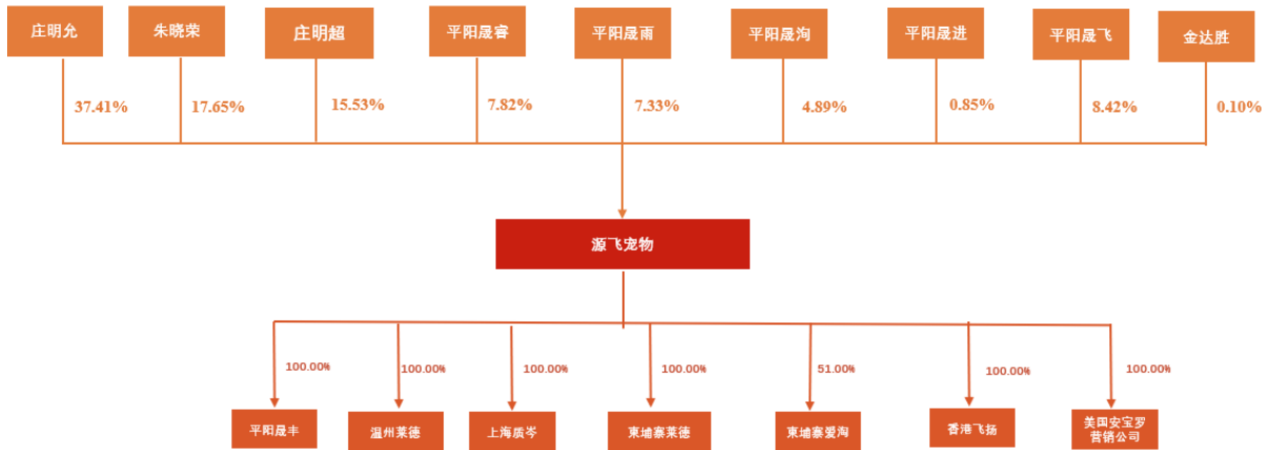 庄明允
朱晓荣
庄明超
平阳晟睿
平阳晟雨
平阳晟洵
平阳晟进
平阳晟飞
金达胜
37.41%
17.65%
15.53%
7.82%
7.33%
4.89%
0.85%
8.42%
0.10%
源飞宠物
100.00%
100.00%
100.00%
100.00%
51.00%
100.00%
100.00%
平阳晟丰
温州莱德
上海质岑
柬埔寨莱德
柬埔寨爱淘
香港飞扬
美国安宝罗
营销公司